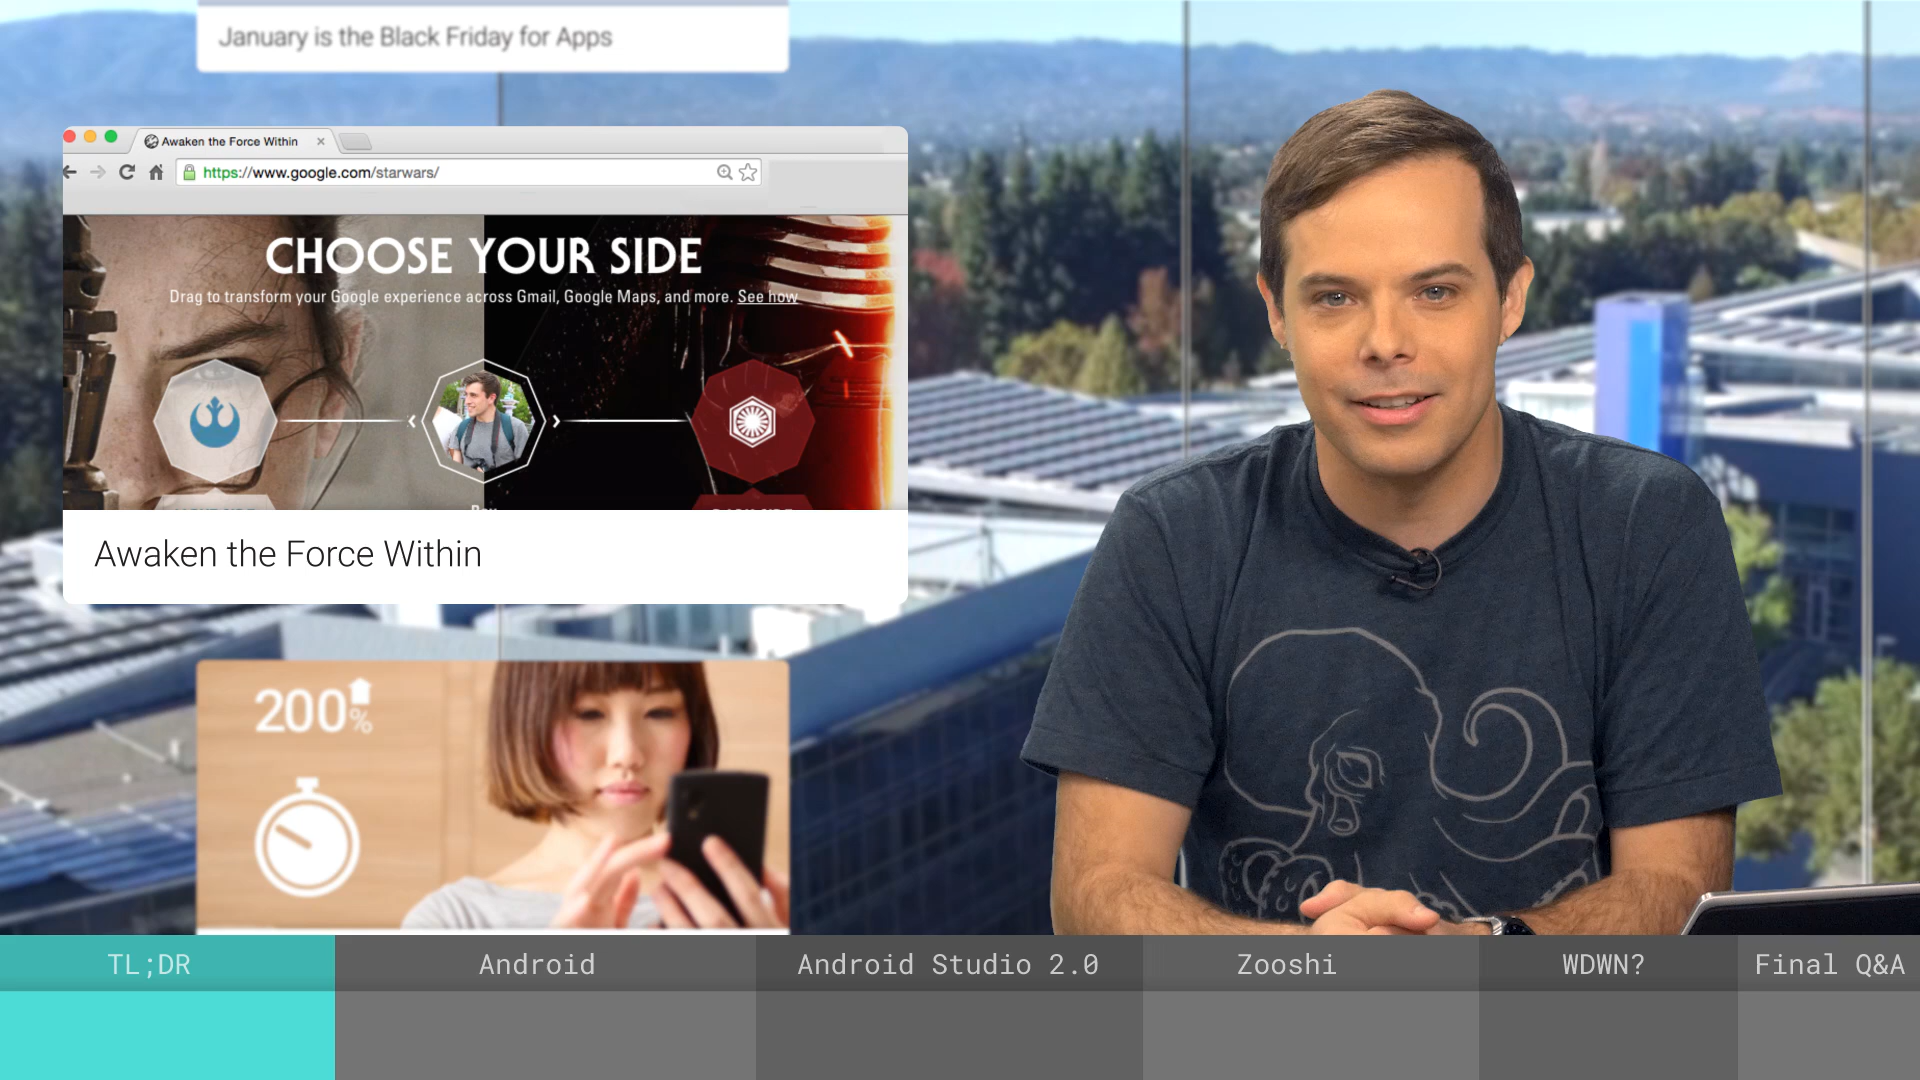 January is the Black Friday for Apps
Awaken the Force Within
https://www.google.com/starwars/
CHOOSE YOUR SIDE
Drag to transform your Google experience across Gmail, Google Maps, and more. See how
Awaken the Force Within
200%
TL;DR
Android
Android Studio 2.0
Zooshi
WDWN?
Final Q&A